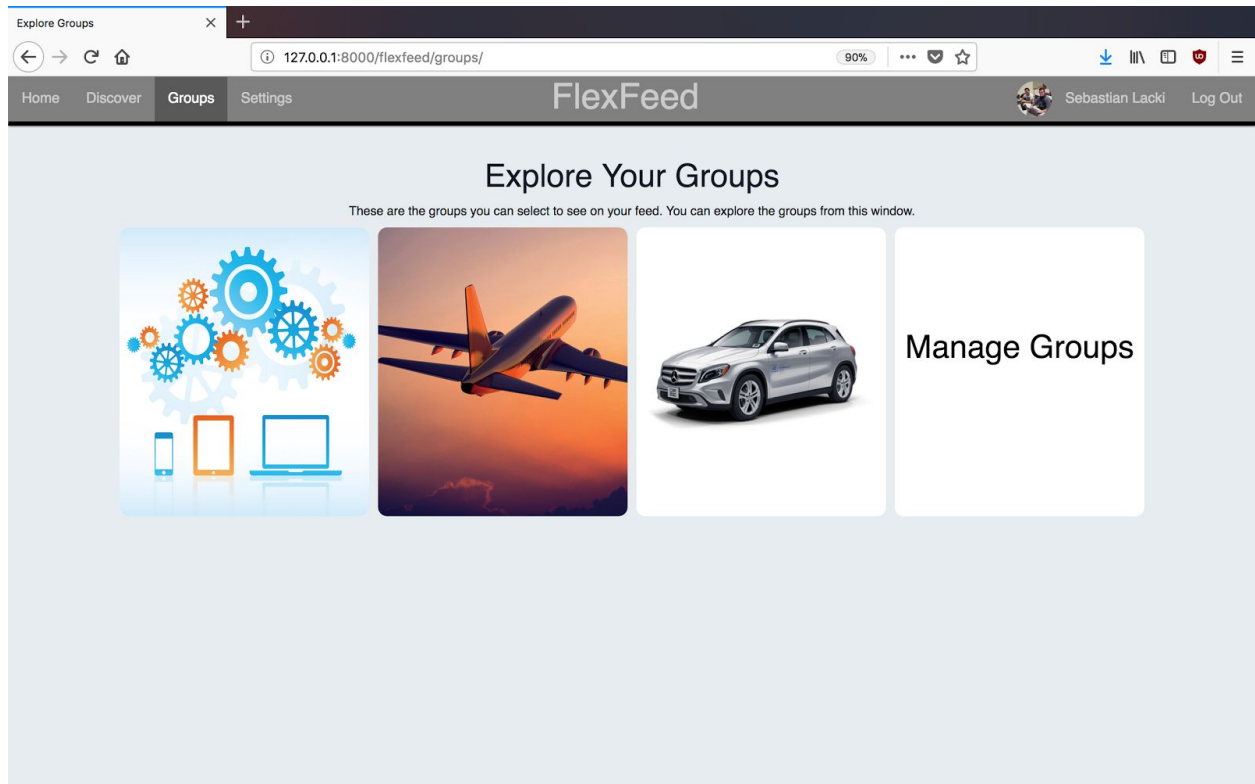 Explore Groups
127.0.0.1:8000/flexfeed/groups/
90%
Home Discover Groups Settings FlexFeed Sebastian Lacki Log Out
Explore Your Groups
These are the groups you can select to see on your feed. You can explore the groups from this window.
Manage Groups